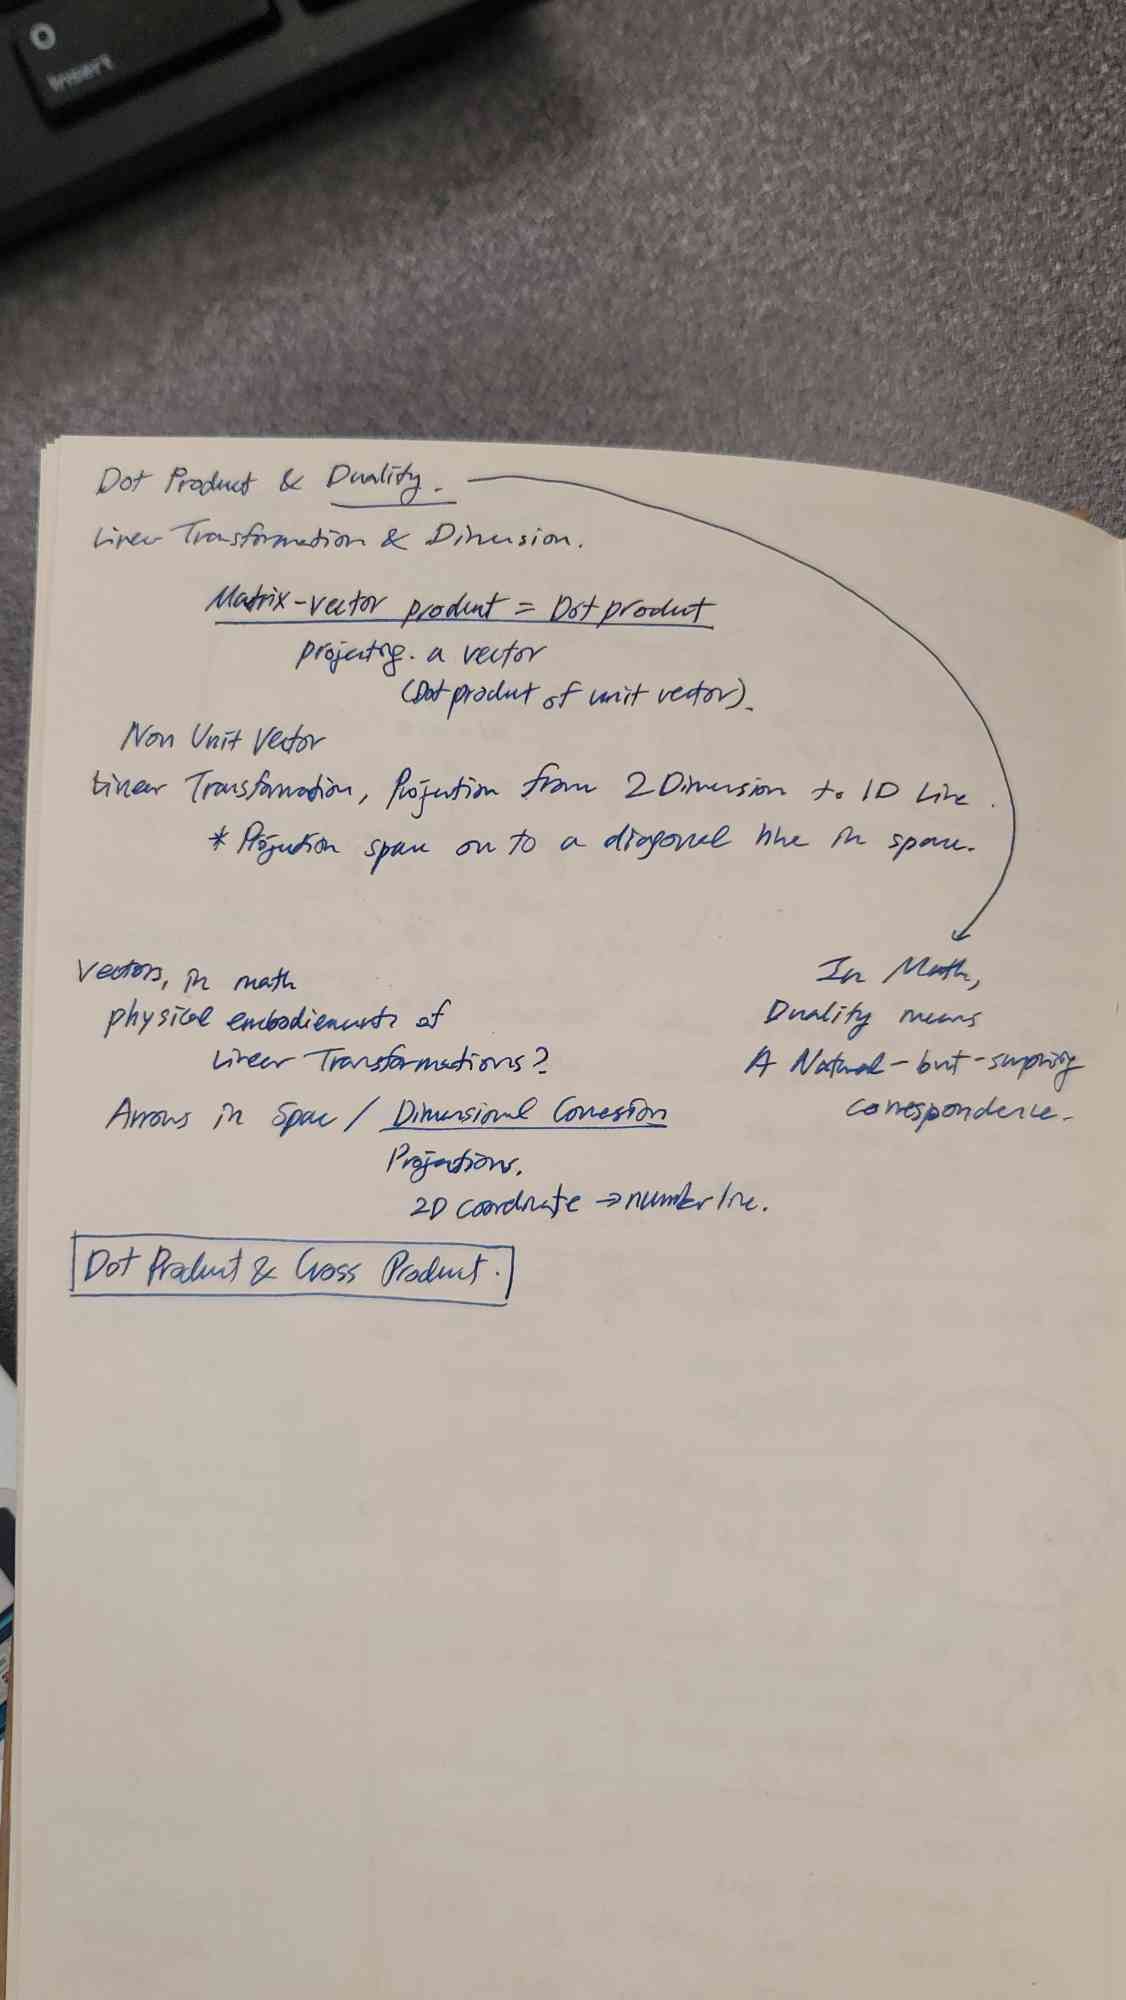 0
Insert
Dot Product & Duality.
Linear Transformation & Dimension.
Matrix-vector product = Dot product
projecting. a vector
(Dot product of unit vector).
Non Unit Vector
Linear Transformation, Projection from 2 Dimension to 1D Line.
* Projection space on to a diagonal line in space.
Vectors, in math
physical embodiements of
Linear Transformations?
Arrows in Space / Dimensional
Projections.
2D coordinate → number line.
In Math,
Duality means
A Natural-but-surprising
correspondence.
Dot Product & Cross Product.